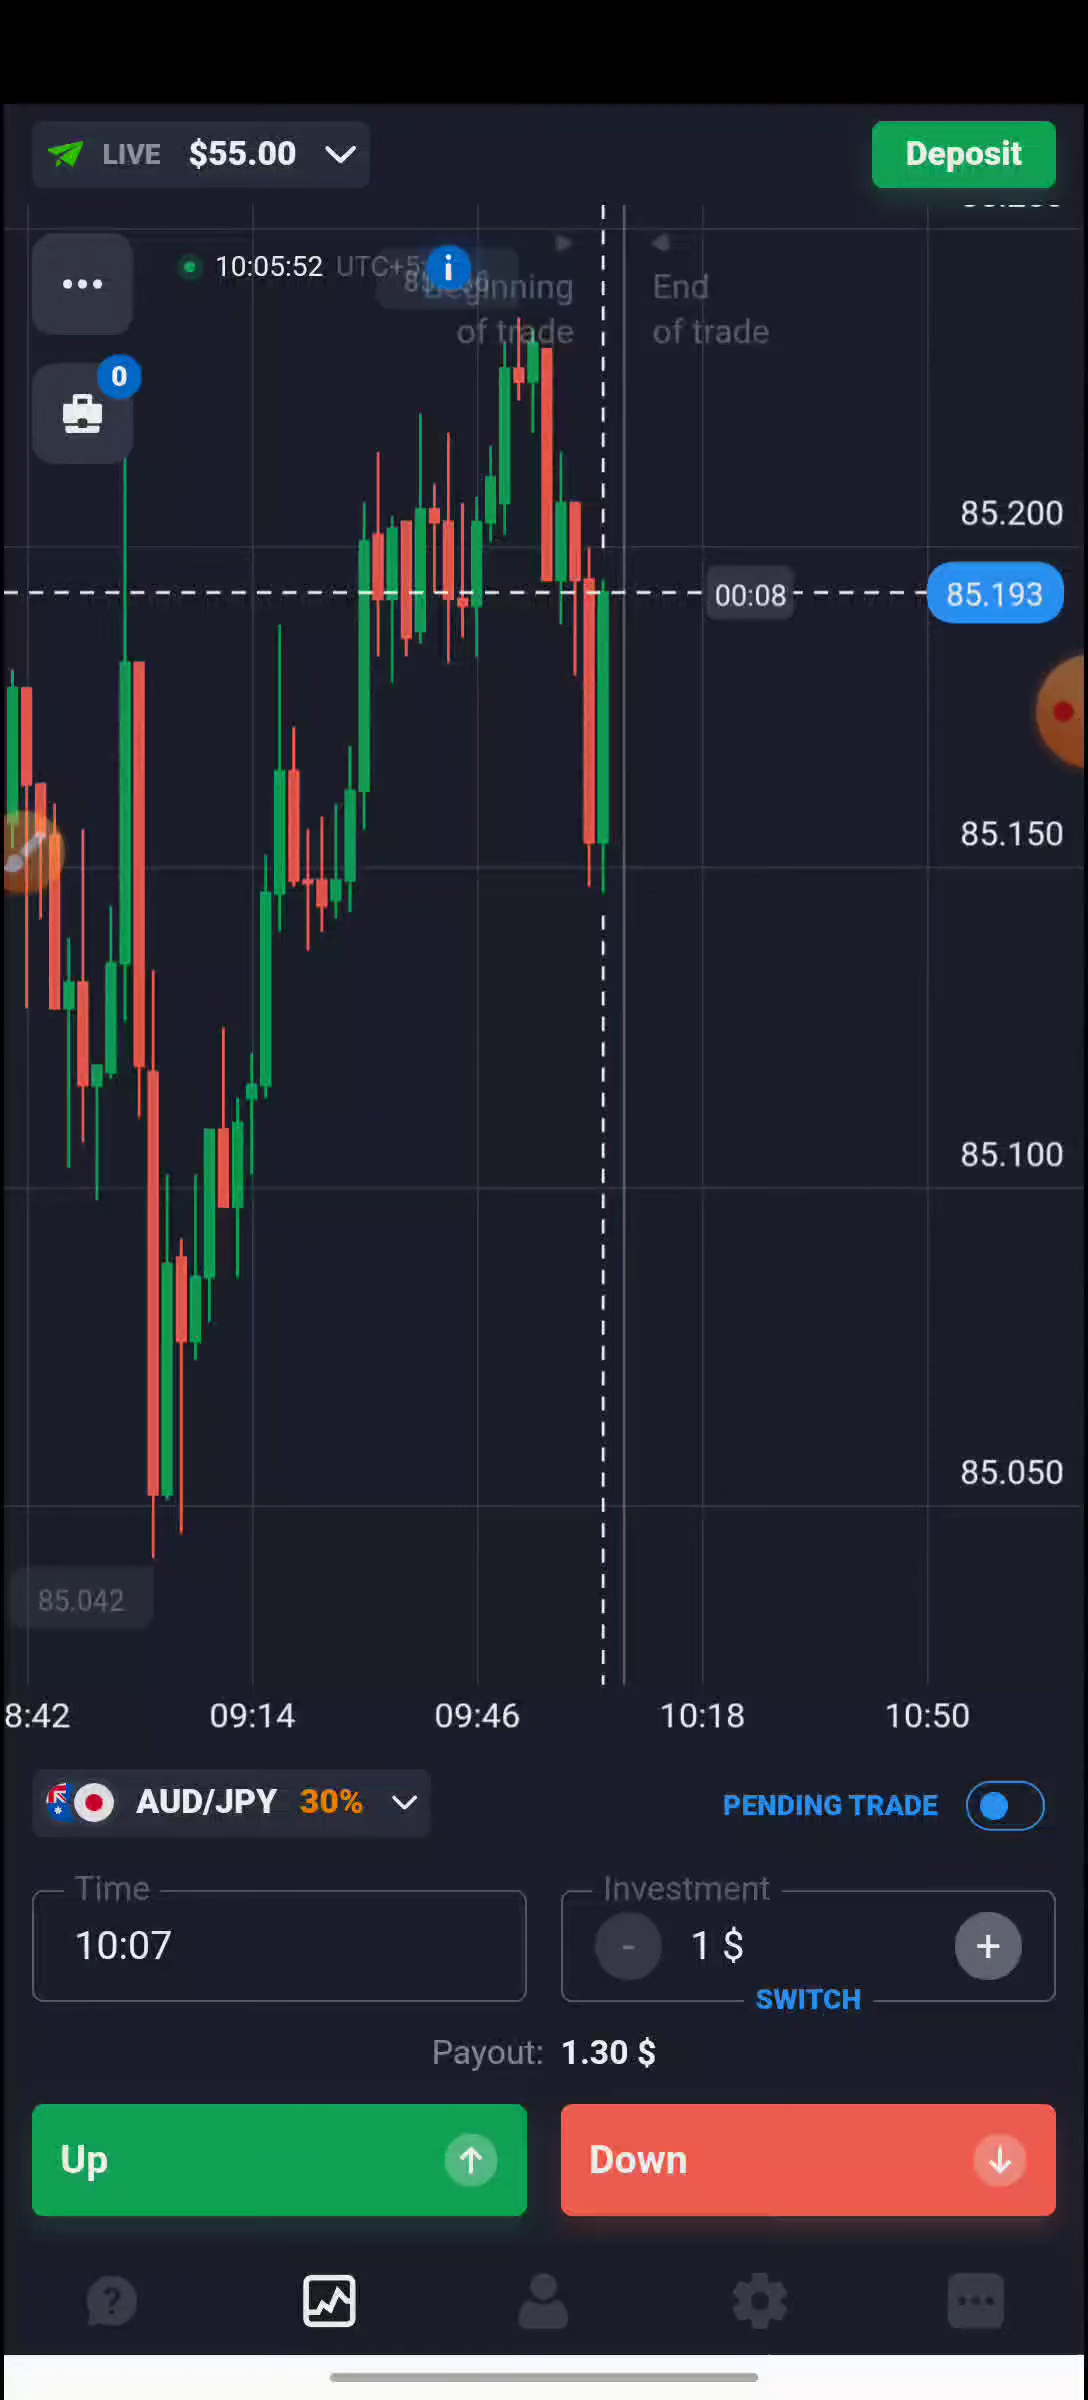 LIVE $55.00
Deposit
10:05:52 UTC+5:
Beginning
of trade
End
of trade
0
85.200
00:08
85.193
85.150
85.100
85.050
85.042
8:42 09:14 09:46 10:18 10:50
AUD/JPY 30%
PENDING TRADE
Time
10:07
Investment
- 1 $ +
SWITCH
Payout: 1.30 $
Up
Down